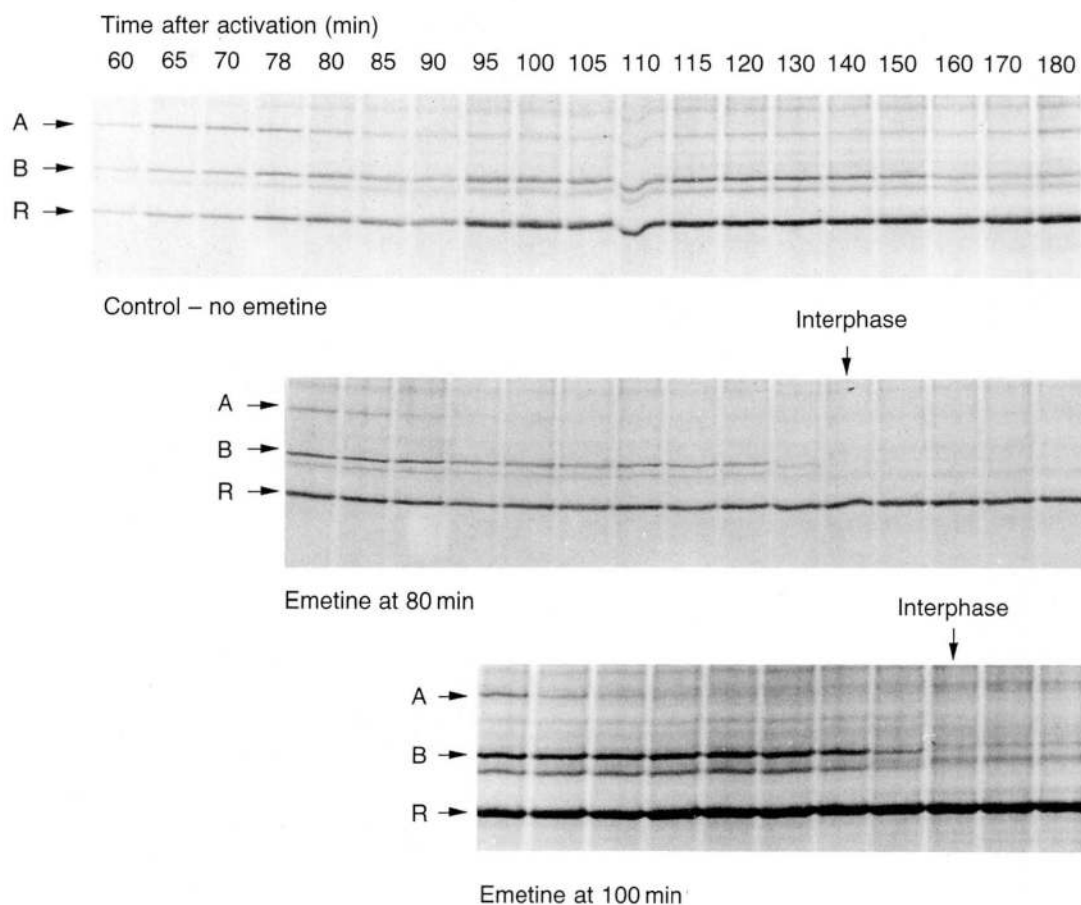 Time after activation (min)
60 65 70 78 80 85 90 95 100 105 110 115 120 130 140 150 160 170 180
A
B
R
Control – no emetine
Interphase
A
B
R
Emetine at 80 min
Interphase
A
B
R
Emetine at 100 min